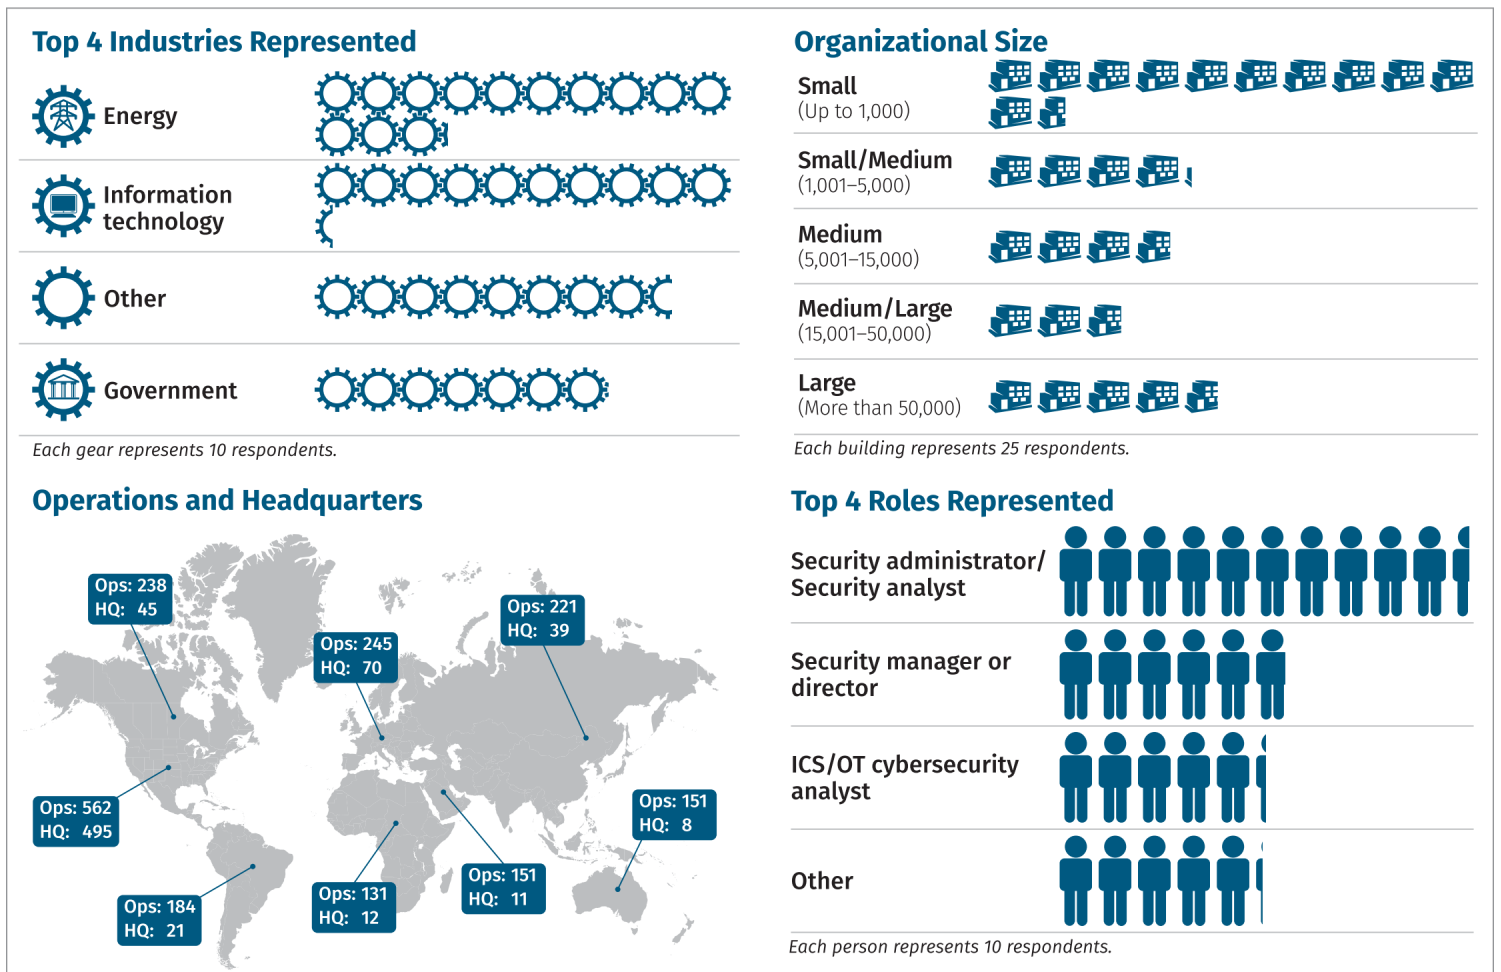 Top 4 Industries Represented
Energy
Information
technology
Other
Government
Each gear represents 10 respondents.
Organizational Size
Small
(Up to 1,000)
Small/Medium
(1,001–5,000)
Medium
(5,001–15,000)
Medium/Large
(15,001–50,000)
Large
(More than 50,000)
Each building represents 25 respondents.
Operations and Headquarters
Ops: 238
HQ: 45
Ops: 245
HQ: 70
Ops: 221
HQ: 39
Ops: 562
HQ: 495
Ops: 151
HQ: 8
Ops: 184
HQ: 21
Ops: 131
HQ: 12
Ops: 151
HQ: 11
Top 4 Roles Represented
Security administrator/
Security analyst
Security manager or
director
ICS/OT cybersecurity
analyst
Other
Each person represents 10 respondents.